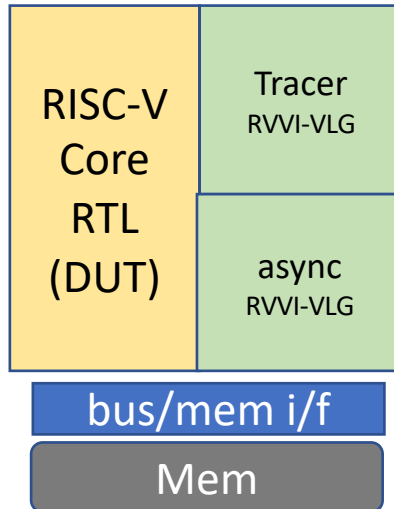 RISC-V
Core
RTL
(DUT)
Tracer
RVVI-VLG
async
RVVI-VLG
bus/mem i/f
Mem